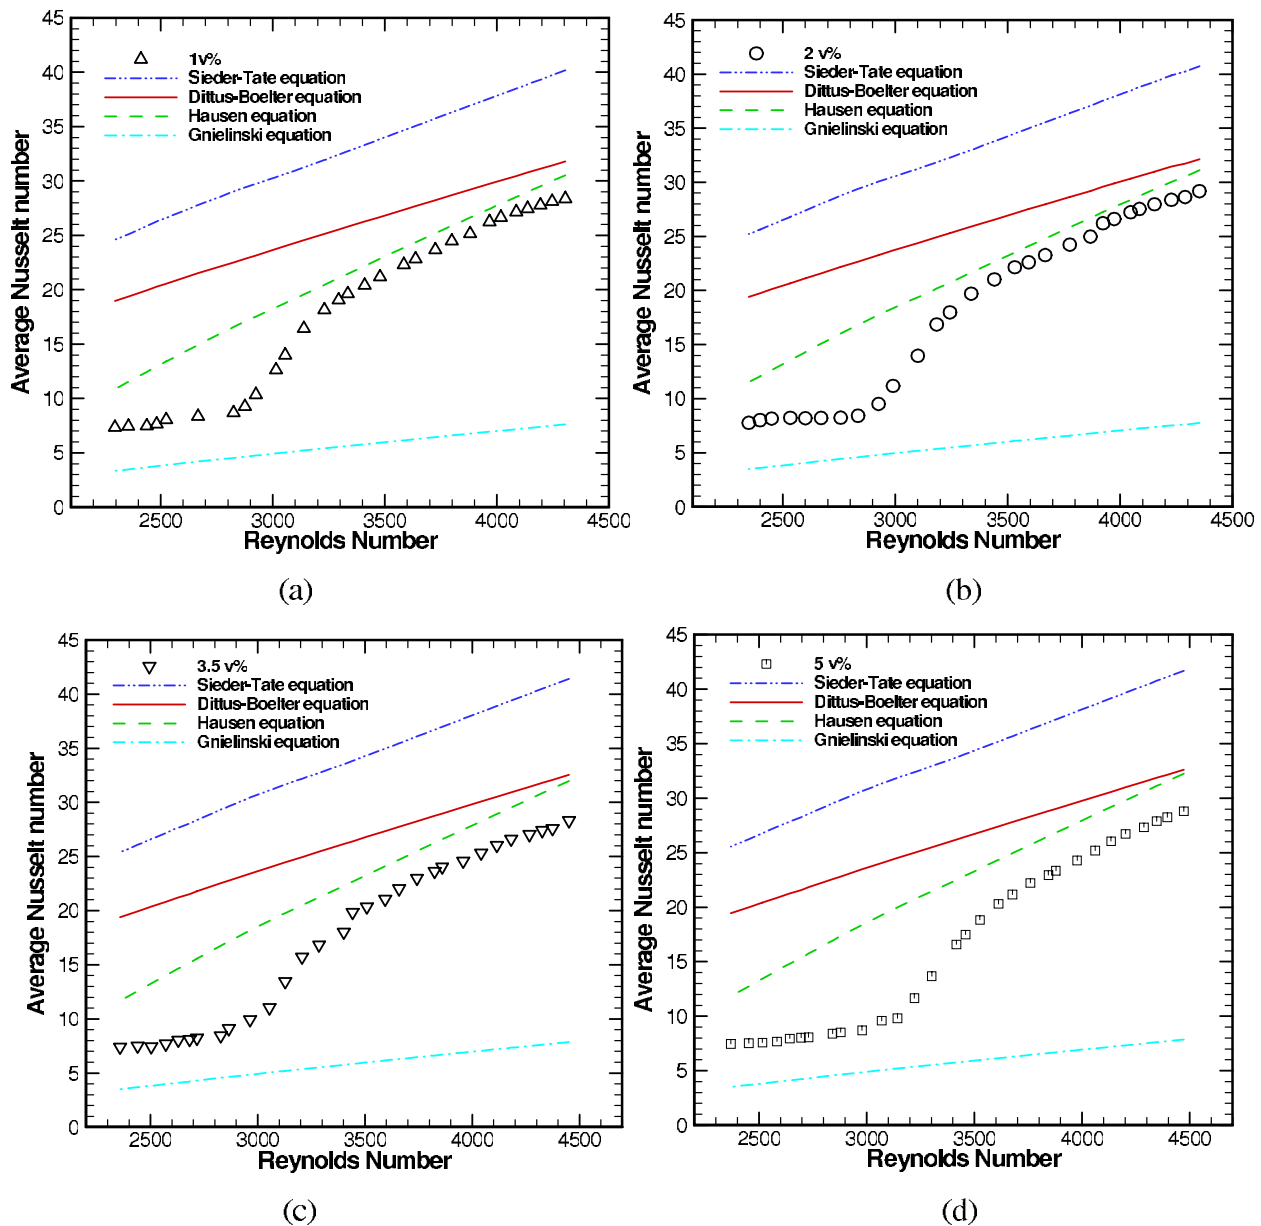 45
40
35
30
25
20
15
10
5
0
Average Nusselt number
1v%
Sieder-Tate equation
Dittus-Boelter equation
Hausen equation
Gnielinski equation
2500 3000 3500 4000 4500
Reynolds Number
(a)
45
40
35
30
25
20
15
10
5
0
Average Nusselt number
2 v%
Sieder-Tate equation
Dittus-Boelter equation
Hausen equation
Gnielinski equation
2500 3000 3500 4000 4500
Reynolds Number
(b)
45
40
35
30
25
20
15
10
5
0
Average Nusselt number
3.5 v%
Sieder-Tate equation
Dittus-Boelter equation
Hausen equation
Gnielinski equation
2500 3000 3500 4000 4500
Reynolds Number
(c)
45
40
35
30
25
20
15
10
5
0
Average Nusselt number
5 v%
Sieder-Tate equation
Dittus-Boelter equation
Hausen equation
Gnielinski equation
2500 3000 3500 4000 4500
Reynolds Number
(d)